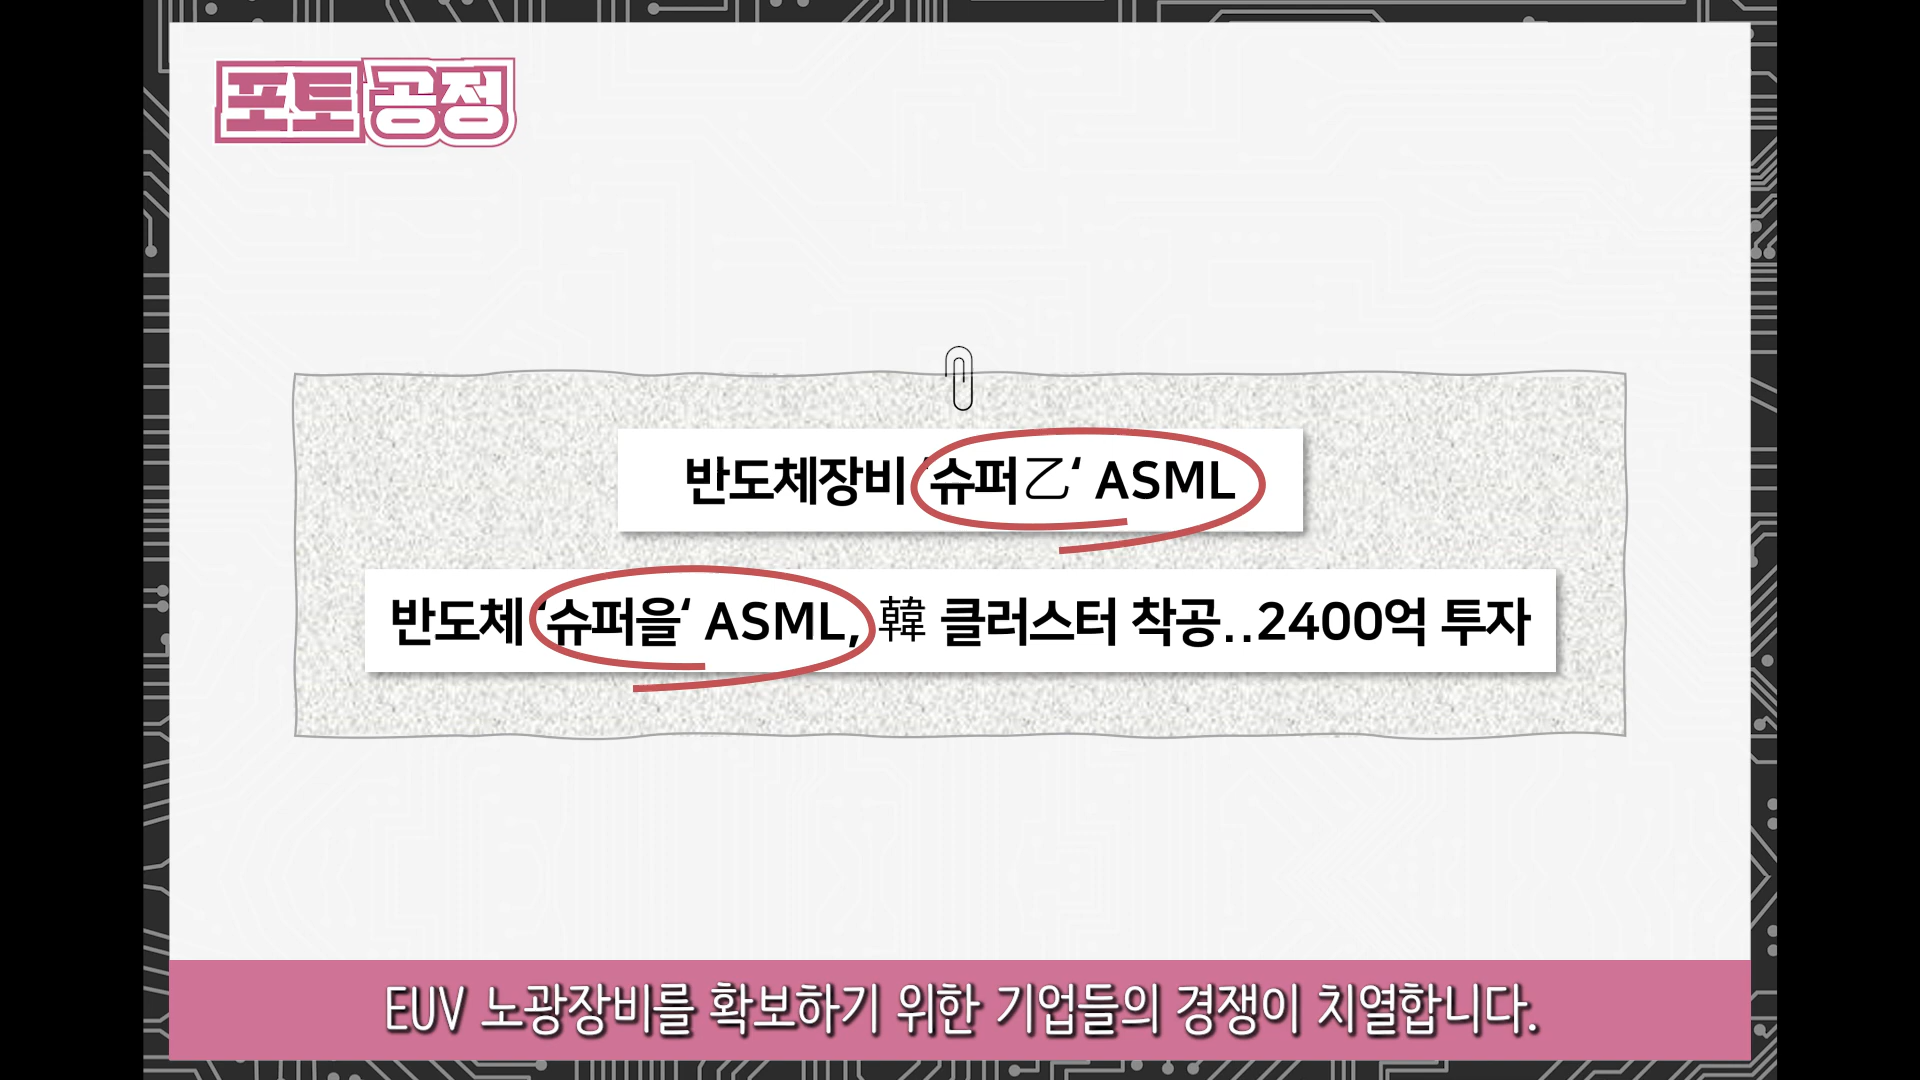 포토공정
반도체장비 ‘슈퍼乙‘ ASML
반도체 ‘슈퍼을‘ ASML, 韓 클러스터 착공..2400억 투자
EUV 노광장비를 확보하기 위한 기업들의 경쟁이 치열합니다.